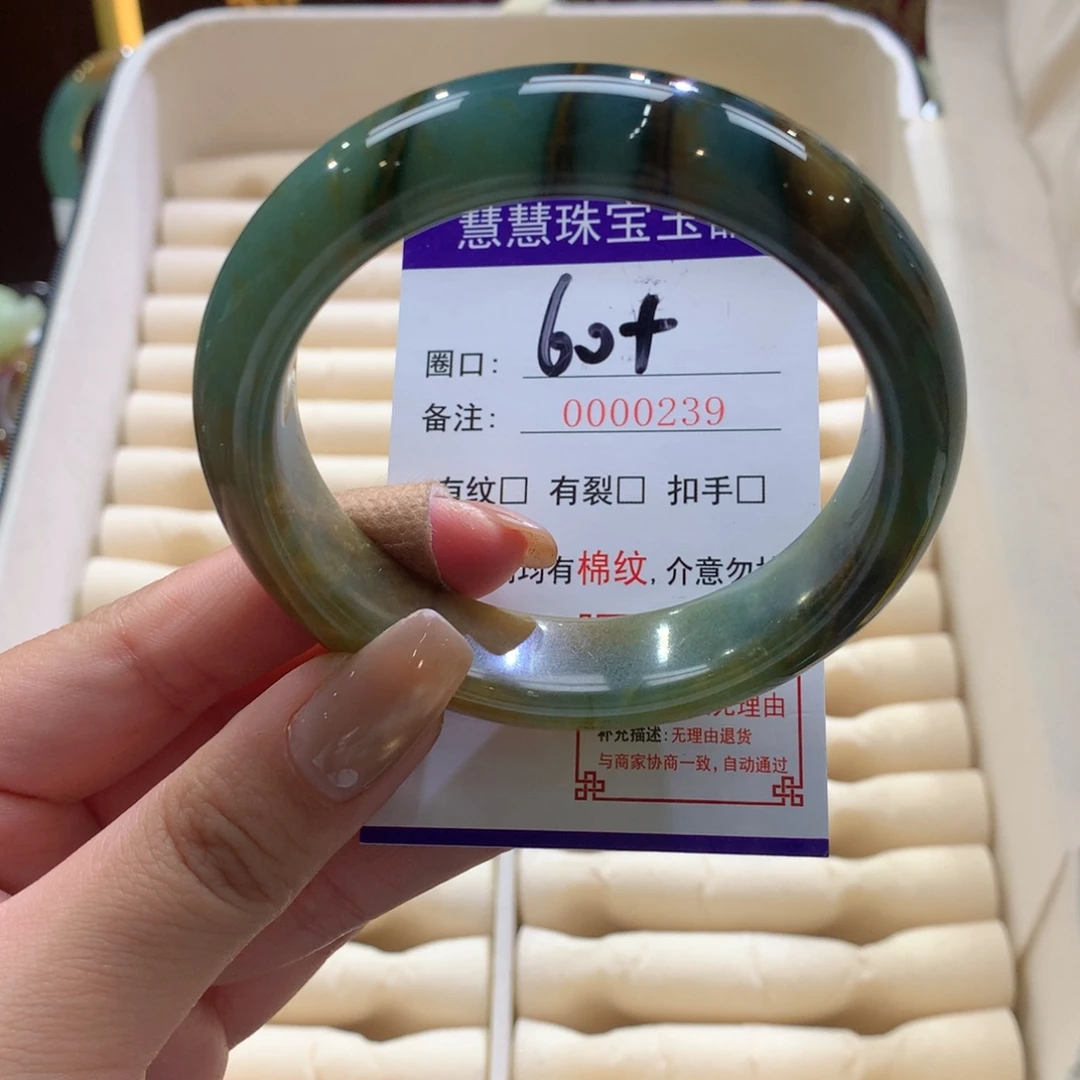 慧慧珠宝玉
圈口: 60+
备注: 0000239
有纹□ 有裂□ 扣手□
均有棉纹,介意勿
无理由
补充描述:无理由退货
与商家协商一致,自动通过